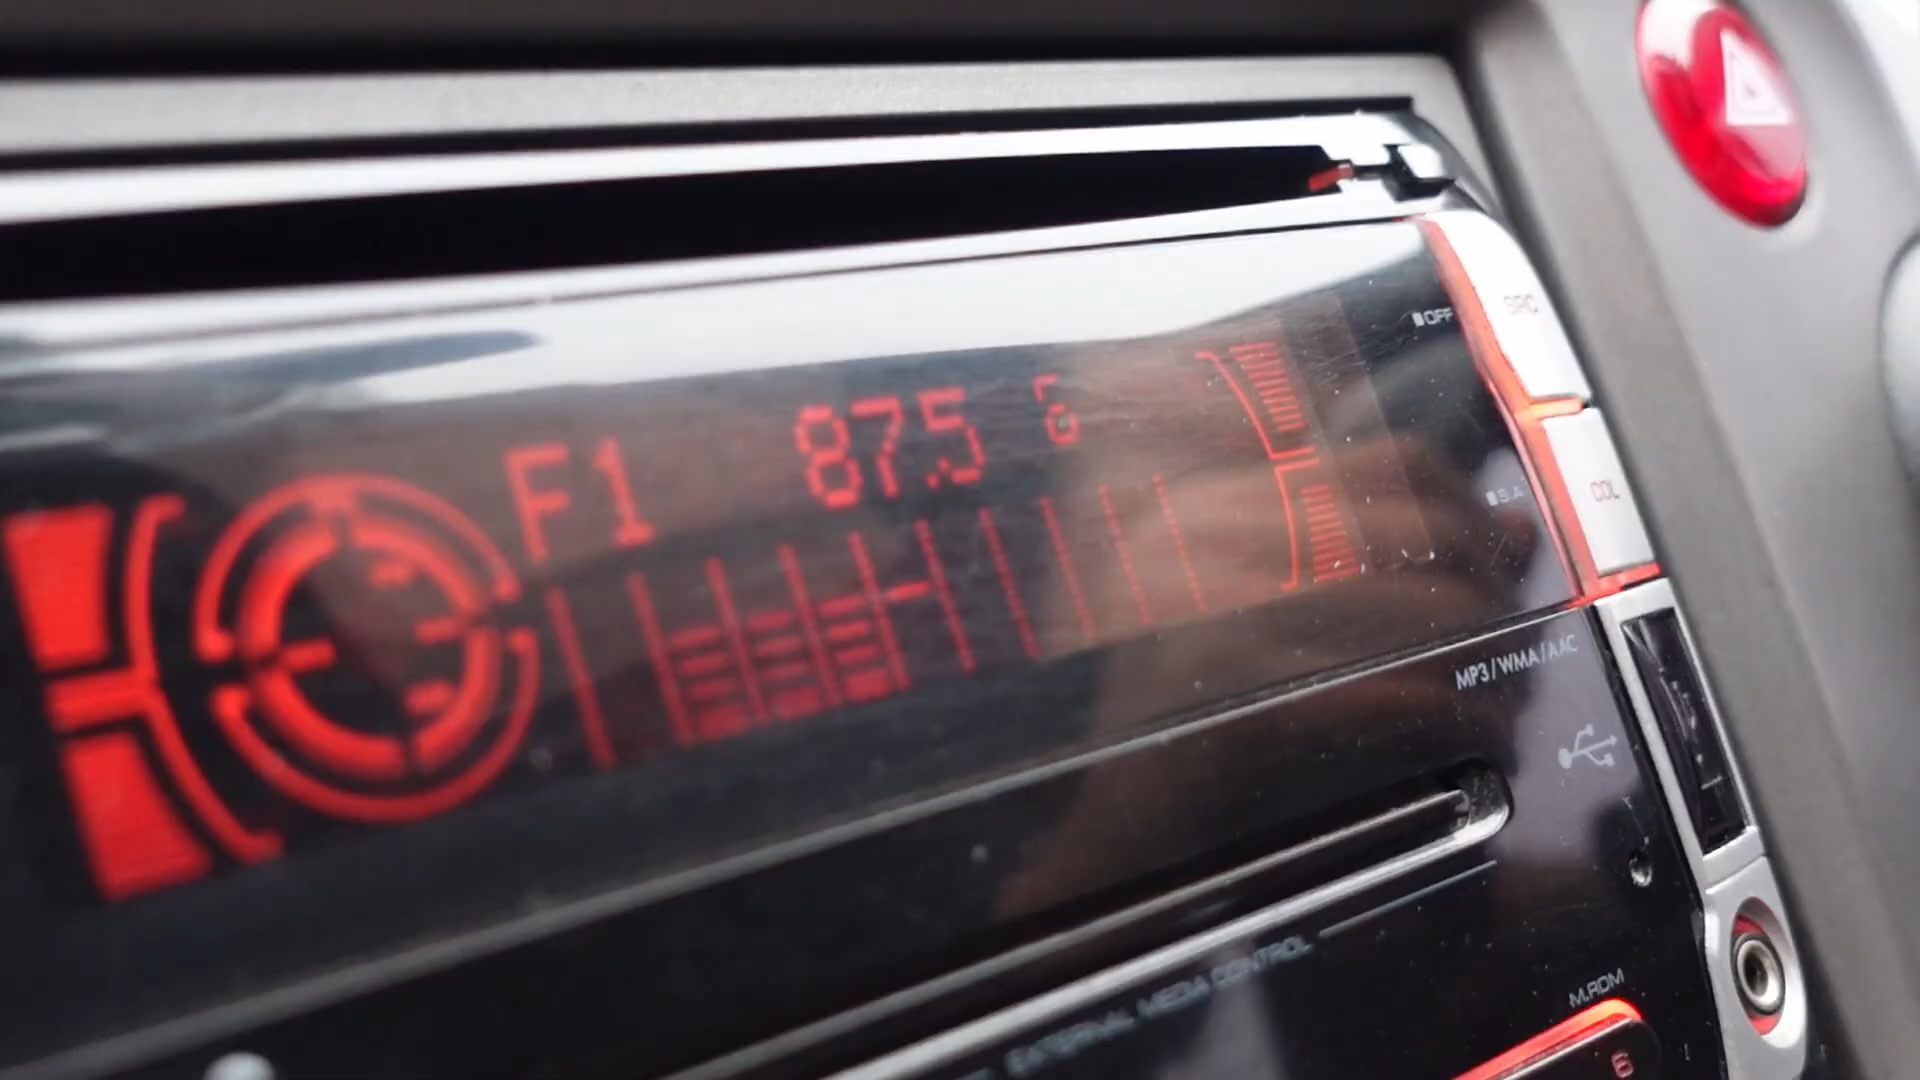 SRC
OFF
F1 87.5
COL
S.A
MP3/WMA/AAC
EXTERNAL MEDIA CONTROL
M.RDM
6